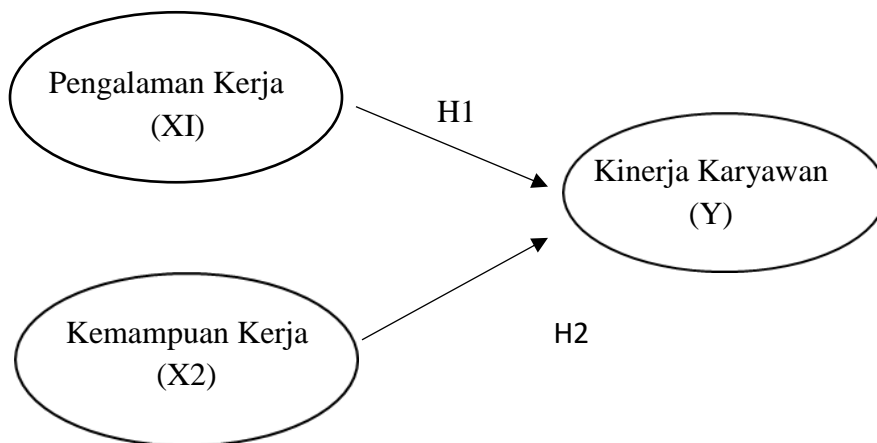 Pengalaman Kerja
(XI)
H1
Kinerja Karyawan
(Y)
Kemampuan Kerja
(X2)
H2